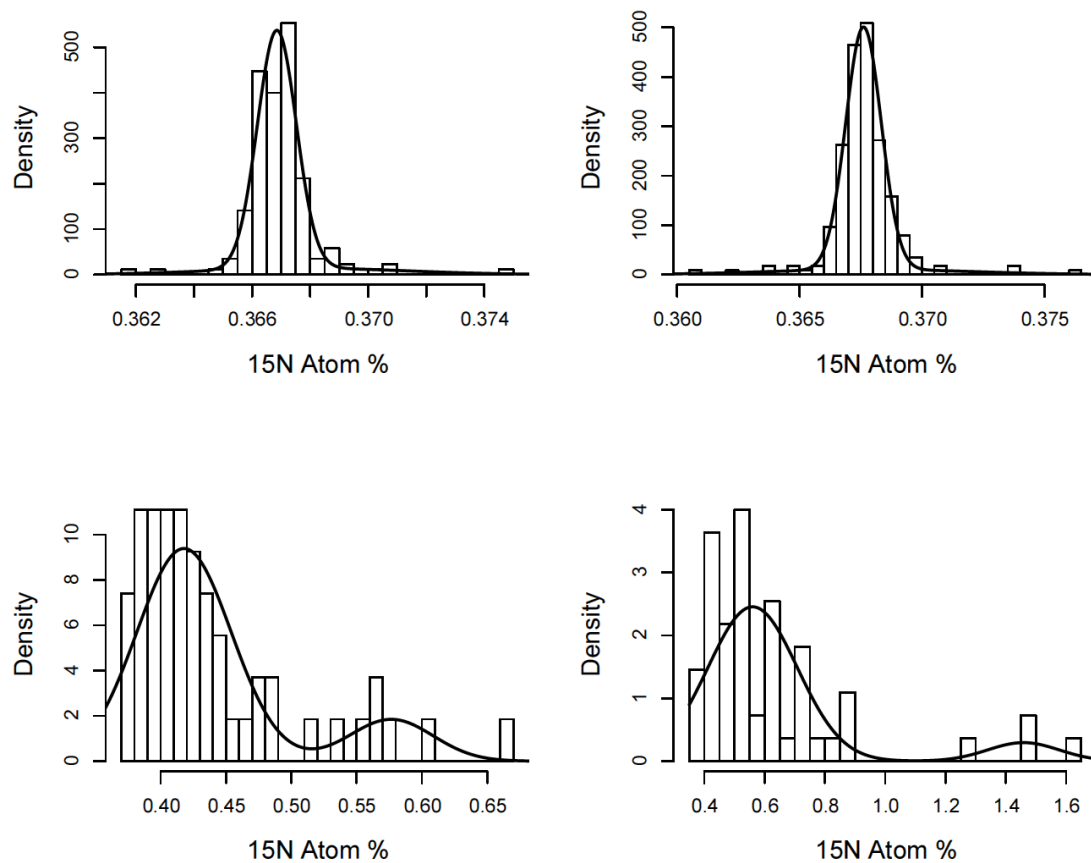 Density
0 100 300 500
0.362 0.366 0.370 0.374
15N Atom %
Density
0 100 200 300 400 500
0.360 0.365 0.370 0.375
15N Atom %
Density
0 2 4 6 8 10
0.40 0.45 0.50 0.55 0.60 0.65
15N Atom %
Density
0 1 2 3 4
0.4 0.6 0.8 1.0 1.2 1.4 1.6
15N Atom %